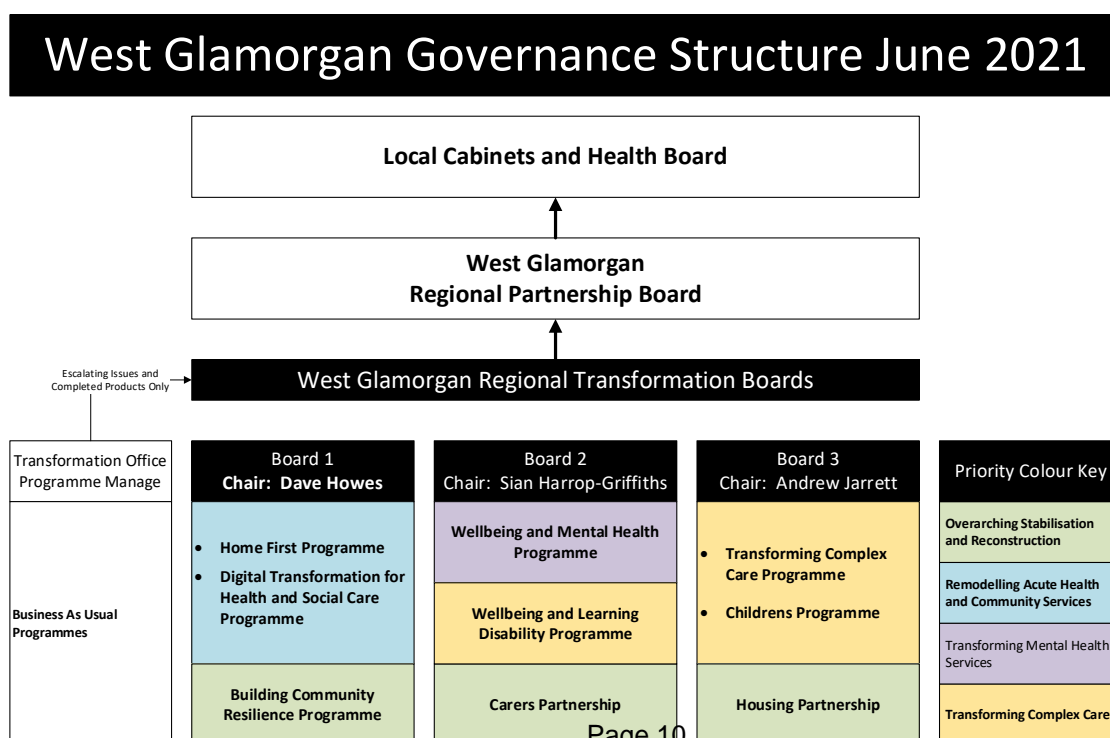 West Glamorgan Governance Structure June 2021
Local Cabinets and Health Board
West Glamorgan
Regional Partnership Board
Escalating Issues and
Completed Products Only
West Glamorgan Regional Transformation Boards
Transformation Office
Programme Manage
Business As Usual
Programmes
Board 1
Chair: Dave Howes
• Home First Programme
• Digital Transformation for
Health and Social Care
Programme
Building Community
Resilience Programme
Board 2
Chair: Sian Harrop-Griffiths
Wellbeing and Mental Health
Programme
Wellbeing and Learning
Disability Programme
Carers Partnership
Board 3
Chair: Andrew Jarrett
• Transforming Complex
Care Programme
• Childrens Programme
Housing Partnership
Priority Colour Key
Overarching Stabilisation
and Reconstruction
Remodelling Acute Health
and Community Services
Transforming Mental Health
Services
Transforming Complex Care
Page 10